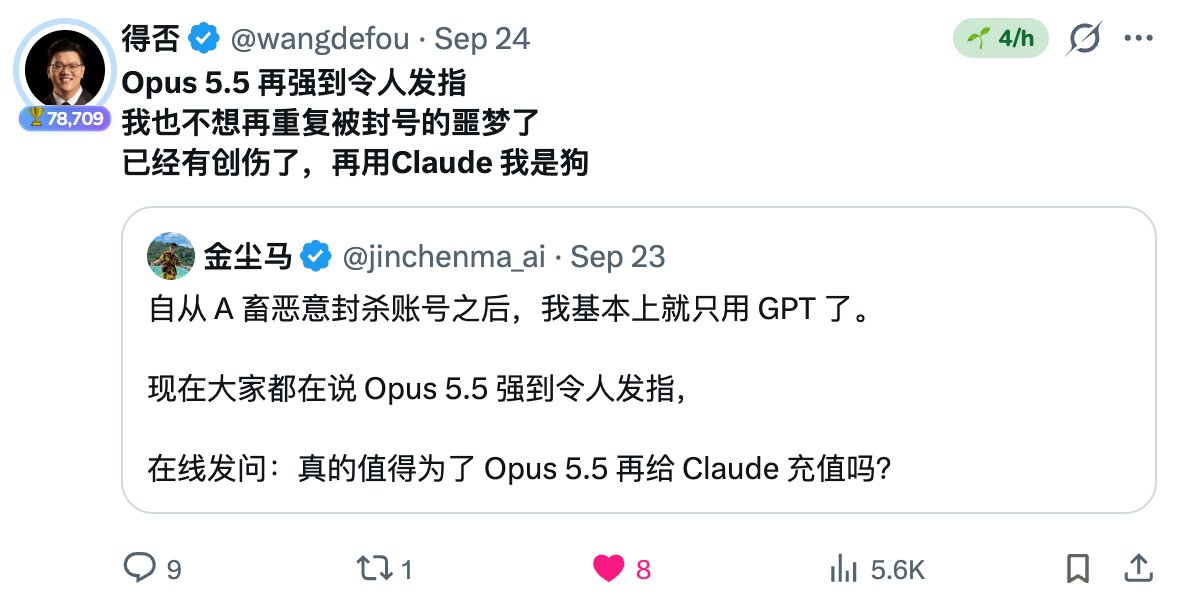 得否 @wangdefou · Sep 24
4/h
78,709
Opus 5.5 再强到令人发指
我也不想再重复被封号的噩梦了
已经有创伤了，再用Claude 我是狗
金尘马 @jinchenma_ai · Sep 23
自从 A 畜恶意封杀账号之后，我基本上就只用 GPT 了。
现在大家都在说 Opus 5.5 强到令人发指，
在线发问：真的值得为了 Opus 5.5 再给 Claude 充值吗？
9
1
8
5.6K